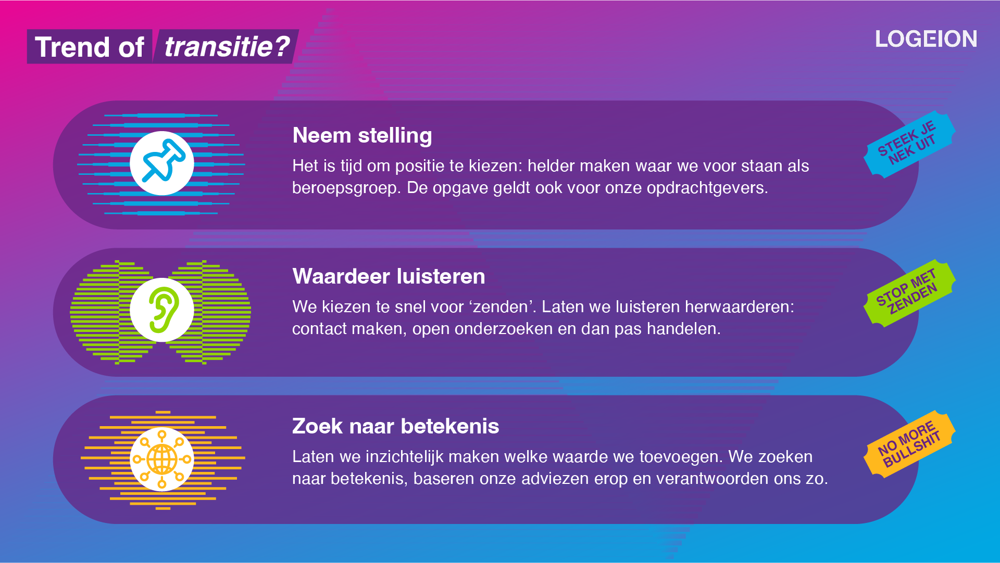 Trend of transitie?
LOGEION
Neem stelling
Het is tijd om positie te kiezen: helder maken waar we voor staan als
beroepsgroep. De opgave geldt ook voor onze opdrachtgevers.
STEEK JE
NEK UIT
Waardeer luisteren
We kiezen te snel voor ‘zenden’. Laten we luisteren herwaarderen:
contact maken, open onderzoeken en dan pas handelen.
STOP MET
ZENDEN
Zoek naar betekenis
Laten we inzichtelijk maken welke waarde we toevoegen. We zoeken
naar betekenis, baseren onze adviezen erop en verantwoorden ons zo.
NO MORE
BULLSHIT